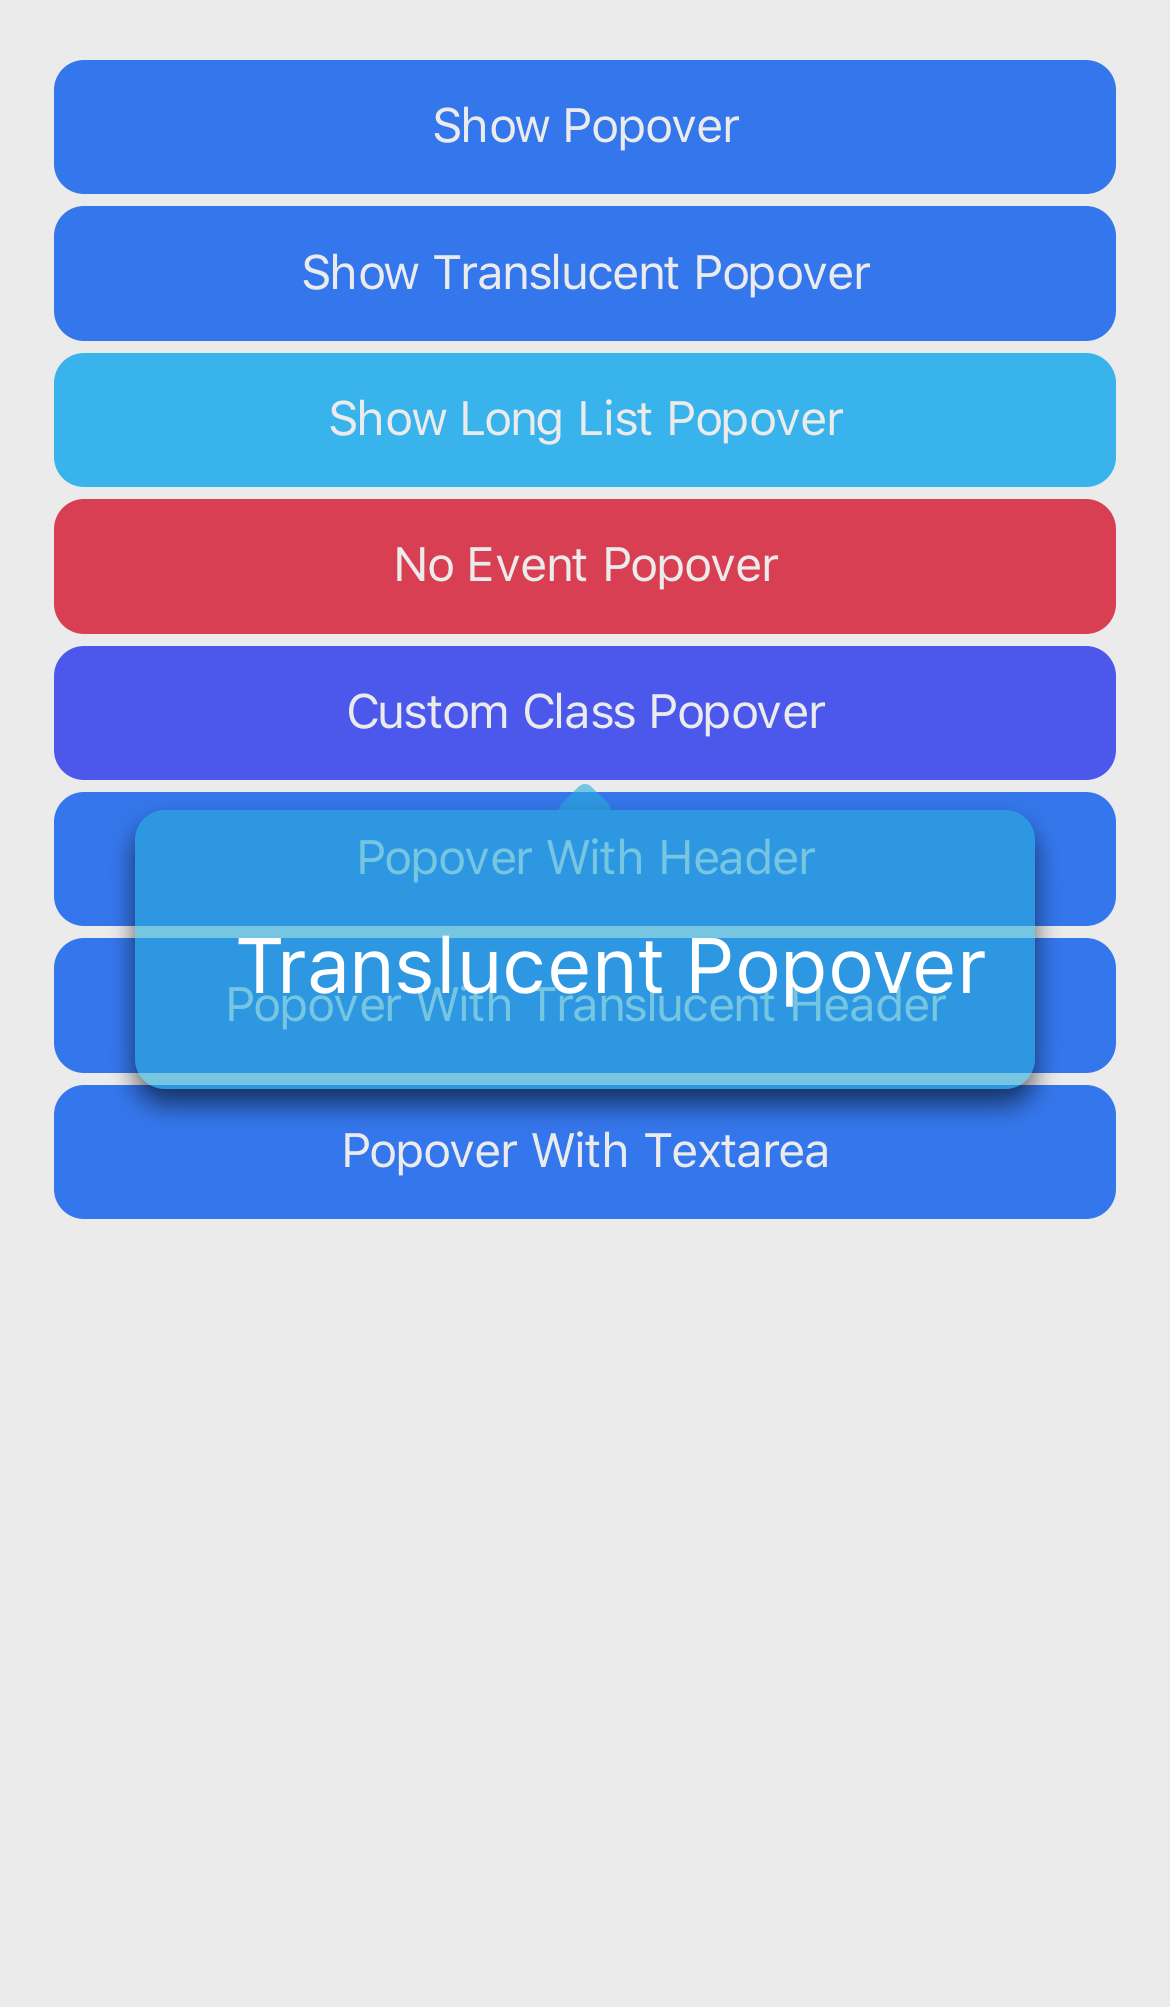 Show Popover
Show Translucent Popover
Show Long List Popover
No Event Popover
Custom Class Popover
Popover With Header
Translucent Popover
Popover With Translucent Header
Popover With Textarea